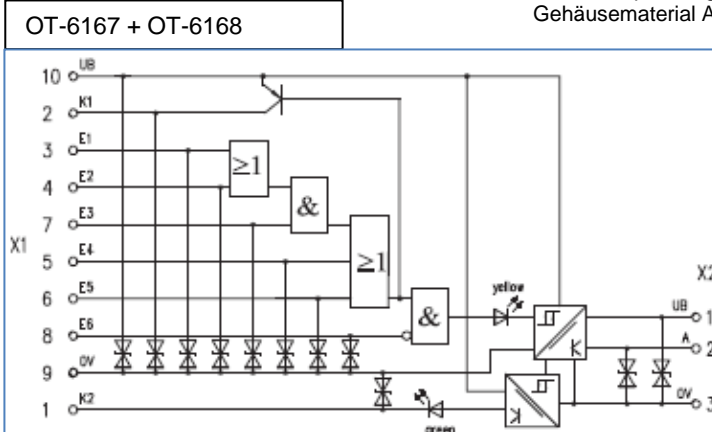 Gehäusematerial A
OT-6167 + OT-6168
10 UB
2 K1
3 E1
≥1
4 E2
&
7 E3
X1
5 E4
≥1
6 E5
yellow
X2
UB 1
&
8 E6
A 2
9 0V
0V 3
1 K2
green